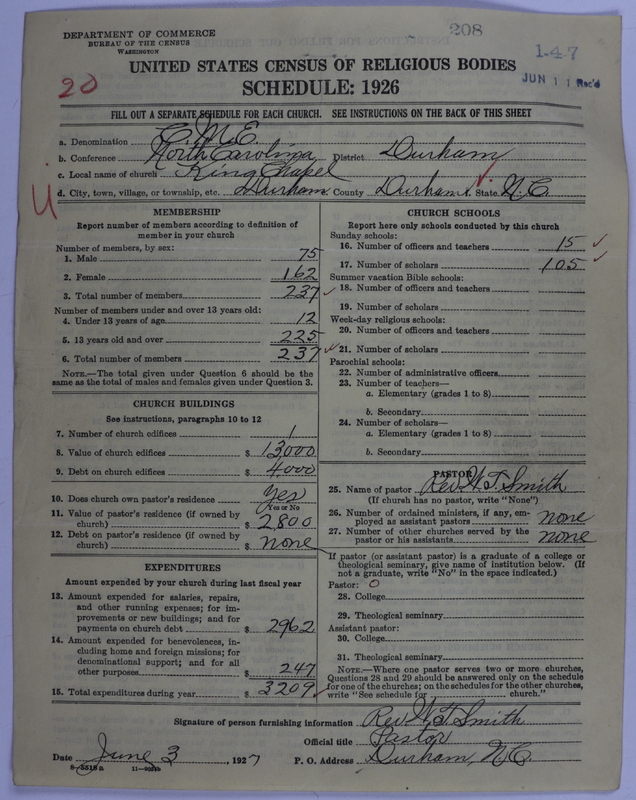 208
DEPARTMENT OF COMMERCE
BUREAU OF THE CENSUS
WASHINGTON
147
JUN 11 Rec'd
UNITED STATES CENSUS OF RELIGIOUS BODIES
SCHEDULE: 1926
20
FILL OUT A SEPARATE SCHEDULE FOR EACH CHURCH. SEE INSTRUCTIONS ON THE BACK OF THIS SHEET
a. Denomination C.M.E.
b. Conference North Carolina District Durham
c. Local name of church King Chapel
d. City, town, village, or township, etc. Durham County Durham State N.C.
U
MEMBERSHIP
Report number of members according to definition of
member in your church
Number of members, by sex:
1. Male 75
2. Female 162
3. Total number of members 237
Number of members under and over 13 years old:
4. Under 13 years of age 12
5. 13 years old and over 225
6. Total number of members 237
NOTE.—The total given under Question 6 should be the
same as the total of males and females given under Question 3.
CHURCH BUILDINGS
See instructions, paragraphs 10 to 12
7. Number of church edifices 1
8. Value of church edifices $ 13000
9. Debt on church edifices $ 4000
10. Does church own pastor's residence Yes
Yes or No
11. Value of pastor's residence (if owned by
church) $ 2800
12. Debt on pastor's residence (if owned by
church) $ none
EXPENDITURES
Amount expended by your church during last fiscal year
13. Amount expended for salaries, repairs,
and other running expenses; for im-
provements or new buildings; and for
payments on church debt $ 2962
14. Amount expended for benevolences, in-
cluding home and foreign missions; for
denominational support; and for all
other purposes $ 247
15. Total expenditures during year $ 3209
CHURCH SCHOOLS
Report here only schools conducted by this church
Sunday schools:
16. Number of officers and teachers 15
17. Number of scholars 105
Summer vacation Bible schools:
18. Number of officers and teachers
19. Number of scholars
Week-day religious schools:
20. Number of officers and teachers
21. Number of scholars
Parochial schools:
22. Number of administrative officers
23. Number of teachers—
a. Elementary (grades 1 to 8)
b. Secondary
24. Number of scholars—
a. Elementary (grades 1 to 8)
b. Secondary
PASTOR
25. Name of pastor Rev. Smith
(If church has no pastor, write "None")
26. Number of ordained ministers, if any, em-
ployed as assistant pastors none
27. Number of other churches served by the
pastor or his assistants none
If pastor (or assistant pastor) is a graduate of a college or
theological seminary, give name of institution below. (If
not a graduate, write "No" in the space indicated.)
Pastor: 0
28. College
29. Theological seminary
Assistant pastor:
30. College
31. Theological seminary
NOTE.—Where one pastor serves two or more churches,
Questions 28 and 29 should be answered only on the schedule
for one of the churches; on the schedules for the other churches,
write "See schedule for church."
Signature of person furnishing information Rev. Smith
Official title Pastor
Date June 3, 1927 P. O. Address Durham, N.C.